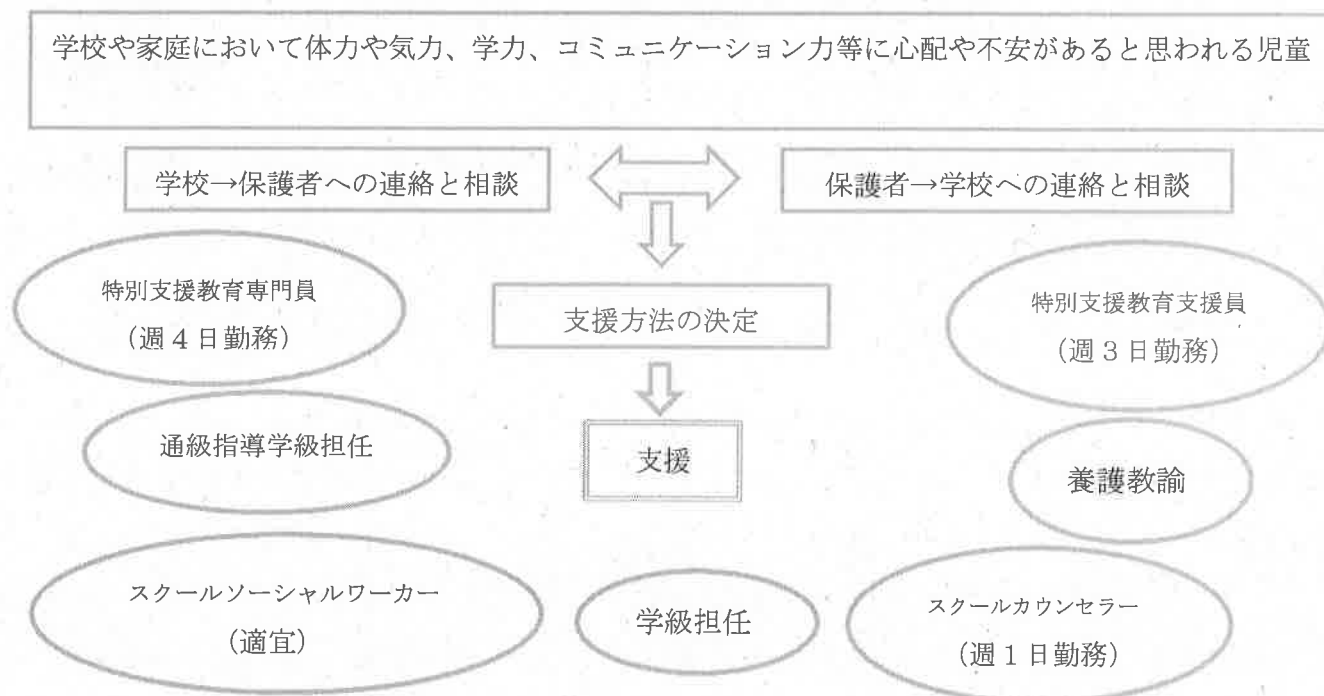 学校や家庭において体力や気力、学力、コミュニケーション力等に心配や不安があると思われる児童
学校→保護者への連絡と相談
保護者→学校への連絡と相談
特別支援教育専門員
（週4日勤務）
支援方法の決定
特別支援教育支援員
（週3日勤務）
通級指導学級担任
支援
養護教諭
スクールソーシャルワーカー
（適宜）
学級担任
スクールカウンセラー
（週1日勤務）